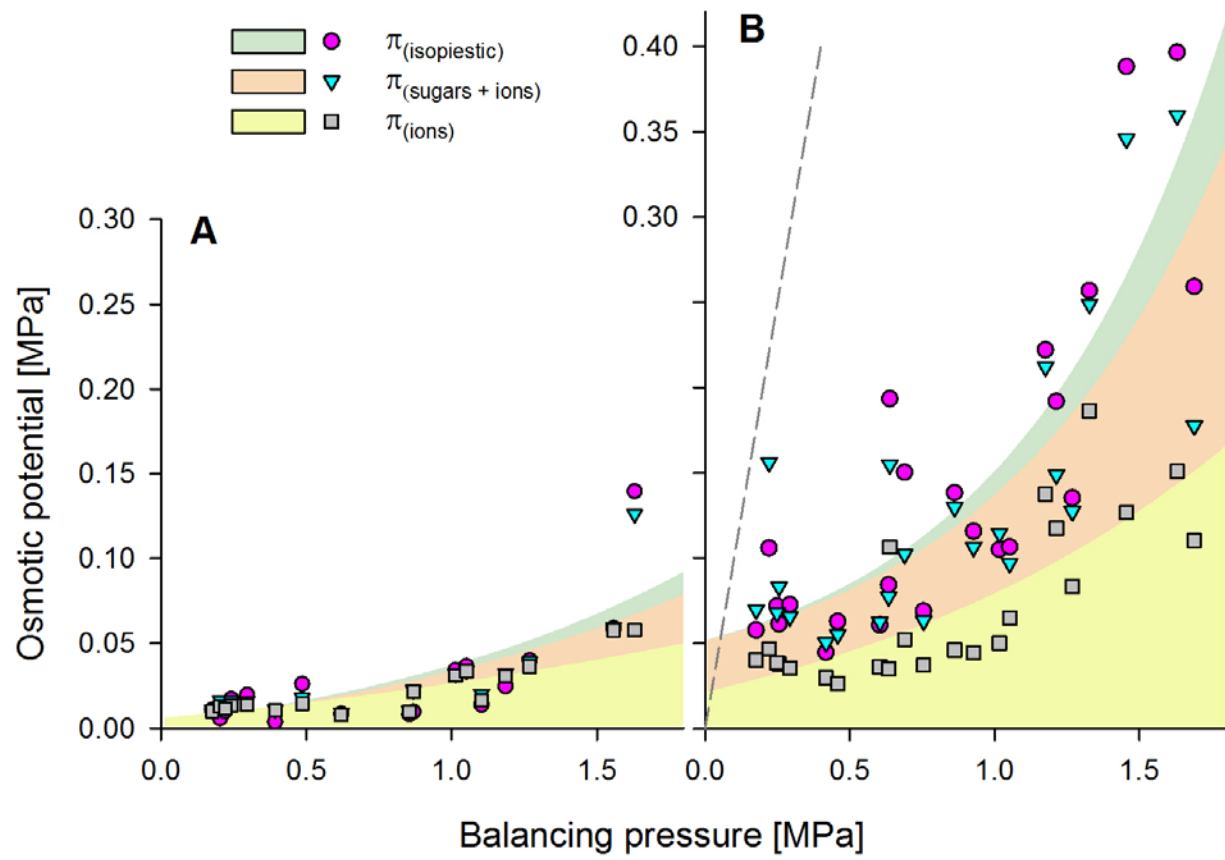 π(isopiestic)
π(sugars + ions)
π(ions)
A
B
Osmotic potential [MPa]
0.30
0.25
0.20
0.15
0.10
0.05
0.00
0.40
0.35
0.30
0.0 0.5 1.0 1.5
0.0 0.5 1.0 1.5
Balancing pressure [MPa]